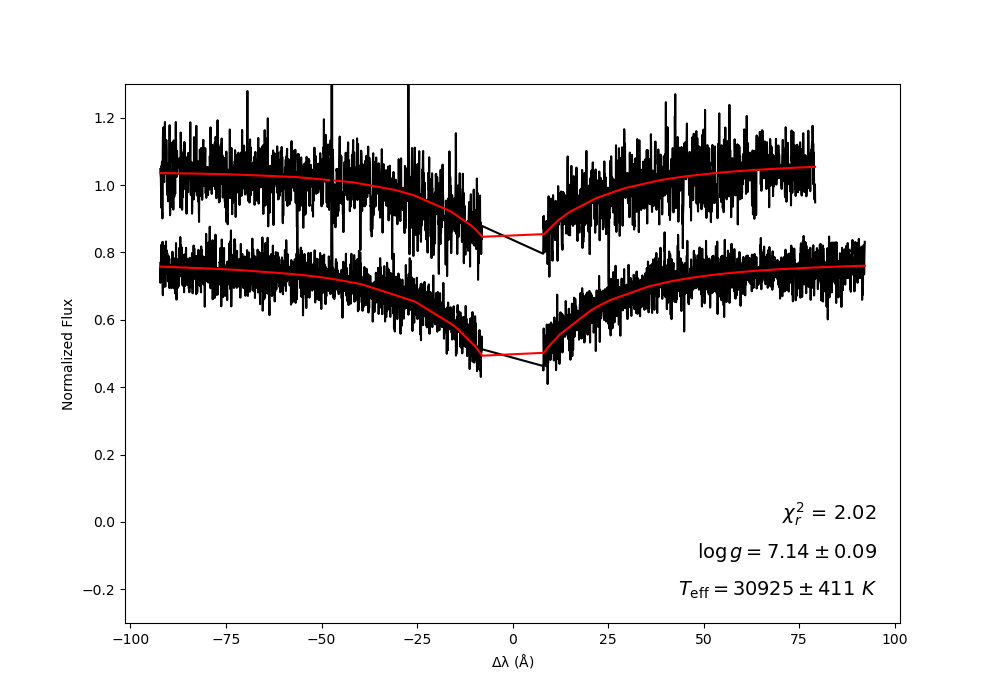 1.2
1.0
0.8
0.6
0.4
0.2
0.0
−0.2
Normalized Flux
χ²ᵣ = 2.02
log g = 7.14 ± 0.09
T_eff = 30925 ± 411 K
−100 −75 −50 −25 0 25 50 75 100
Δλ (Å)